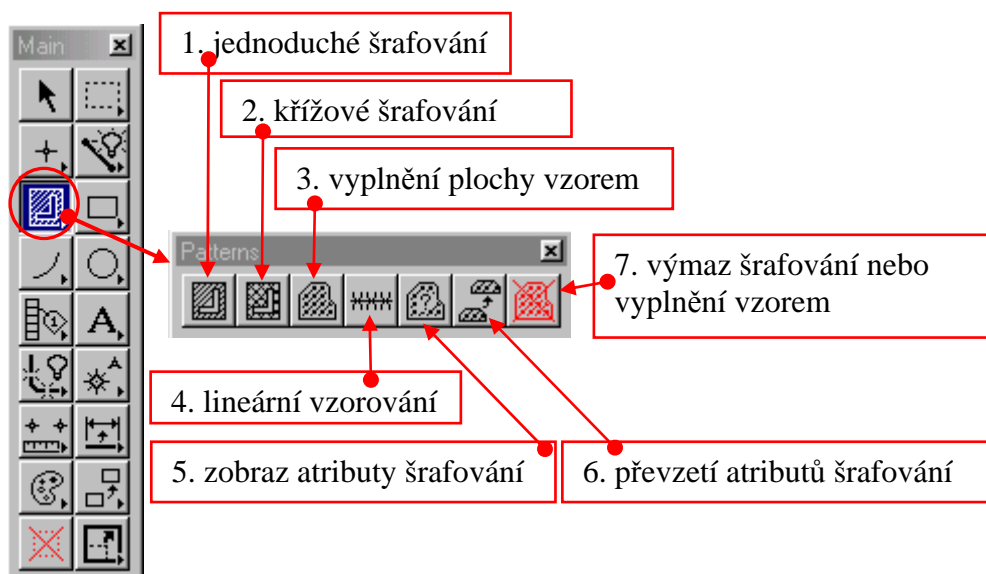 Main
1. jednoduché šrafování
2. křížové šrafování
3. vyplnění plochy vzorem
Patterns
7. výmaz šrafování nebo
vyplnění vzorem
4. lineární vzorování
5. zobraz atributy šrafování
6. převzetí atributů šrafování